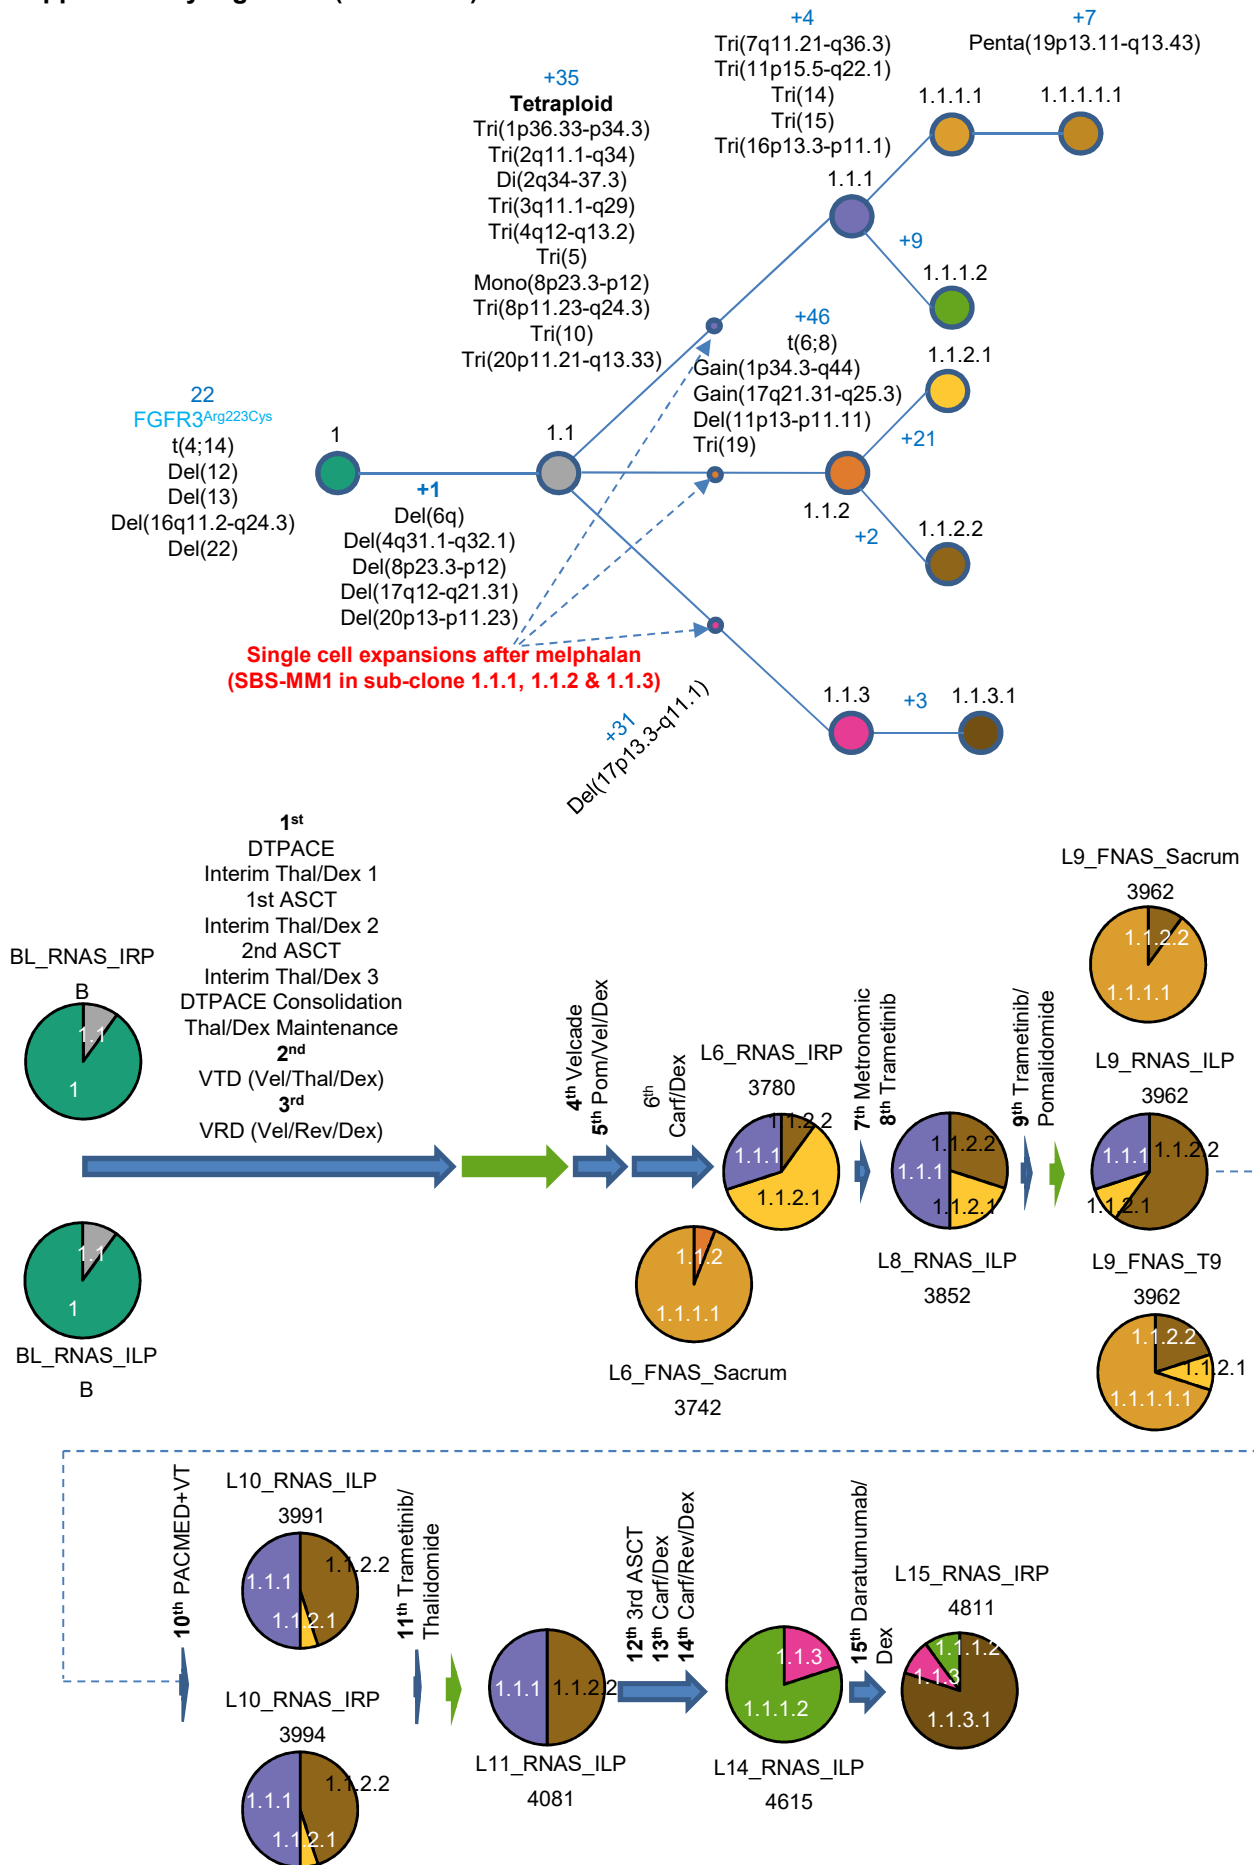 +4
Tri(7q11.21-q36.3)
Tri(11p15.5-q22.1)
Tri(14)
Tri(15)
Tri(16p13.3-p11.1)
+7
Penta(19p13.11-q13.43)
1.1.1.1
1.1.1.1.1
+35
Tetraploid
Tri(1p36.33-p34.3)
Tri(2q11.1-q34)
Di(2q34-37.3)
Tri(3q11.1-q29)
Tri(4q12-q13.2)
Tri(5)
Mono(8p23.3-p12)
Tri(8p11.23-q24.3)
Tri(10)
Tri(20p11.21-q13.33)
1.1.1
+9
1.1.1.2
+46
t(6;8)
Gain(1p34.3-q44)
Gain(17q21.31-q25.3)
Del(11p13-p11.11)
Tri(19)
1.1.2.1
+21
1.1.2
+2
1.1.2.2
22
FGFR3Arg223Cys
t(4;14)
Del(12)
Del(13)
Del(16q11.2-q24.3)
Del(22)
1
1.1
+1
Del(6q)
Del(4q31.1-q32.1)
Del(8p23.3-p12)
Del(17q12-q21.31)
Del(20p13-p11.23)
Single cell expansions after melphalan
(SBS-MM1 in sub-clone 1.1.1, 1.1.2 & 1.1.3)
+31
Del(17p13.3-q11.1)
1.1.3
+3
1.1.3.1
BL_RNAS_IRP
B
1.1
1
1.1
1
BL_RNAS_ILP
B
1st
DTPACE
Interim Thal/Dex 1
1st ASCT
Interim Thal/Dex 2
2nd ASCT
Interim Thal/Dex 3
DTPACE Consolidation
Thal/Dex Maintenance
2nd
VTD (Vel/Thal/Dex)
3rd
VRD (Vel/Rev/Dex)
4th Velcade
5th Pom/Vel/Dex
6th
Carf/Dex
L6_RNAS_IRP
3780
1.1.2.2
1.1.1
1.1.2.1
1.1.2
1.1.1.1
L6_FNAS_Sacrum
3742
7th Metronomic
8th Trametinib
1.1.2.2
1.1.1
1.1.2.1
L8_RNAS_ILP
3852
9th Trametinib/
Pomalidomide
L9_FNAS_Sacrum
3962
1.1.2.2
1.1.1.1
L9_RNAS_ILP
3962
1.1.1
1.1.2.2
1.1.2.1
L9_FNAS_T9
3962
1.1.2.2
1.1.2.1
1.1.1.1.1
10th PACMED+VT
L10_RNAS_ILP
3991
1.1.2.2
1.1.1
1.1.2.1
L10_RNAS_IRP
3994
1.1.2.2
1.1.1
1.1.2.1
11th Trametinib/
Thalidomide
1.1.1
1.1.2.2
L11_RNAS_ILP
4081
12th 3rd ASCT
13th Carf/Dex
14th Carf/Rev/Dex
1.1.3
1.1.1.2
L14_RNAS_ILP
4615
15th Daratumumab/
Dex
L15_RNAS_IRP
4811
1.1.1.2
1.1.3
1.1.3.1